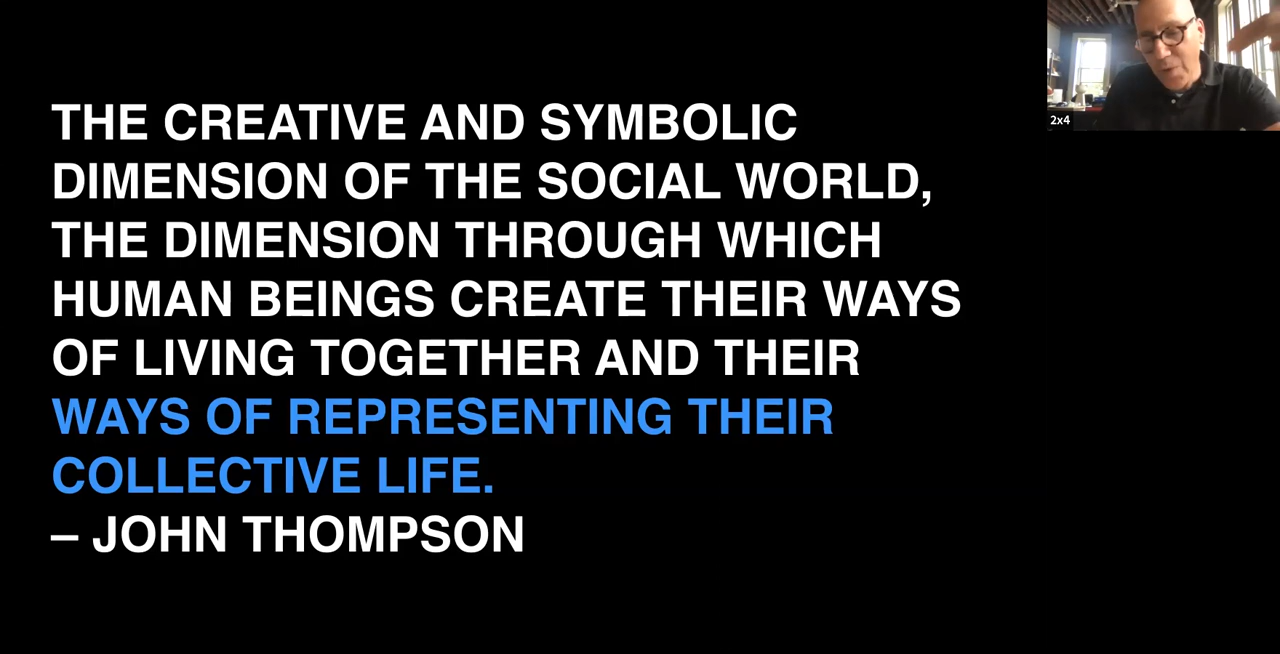 THE CREATIVE AND SYMBOLIC
DIMENSION OF THE SOCIAL WORLD,
THE DIMENSION THROUGH WHICH
HUMAN BEINGS CREATE THEIR WAYS
OF LIVING TOGETHER AND THEIR
WAYS OF REPRESENTING THEIR
COLLECTIVE LIFE.
– JOHN THOMPSON
2x4